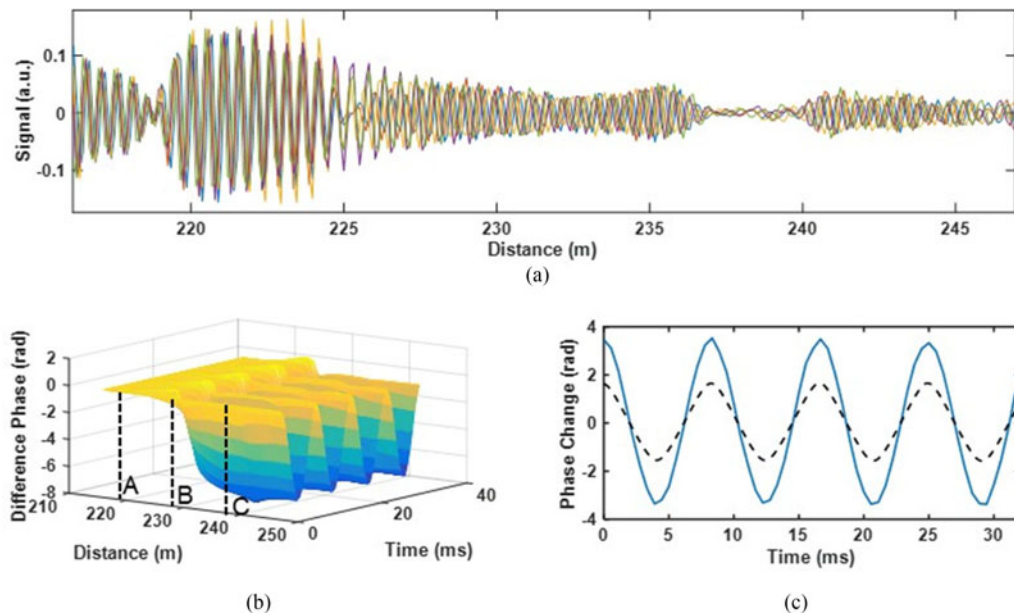 0.1
0
-0.1
Signal (a.u.)
220 225 230 235 240 245
Distance (m)
(a)
Difference Phase (rad)
2
0
-2
-4
-6
-8
210 220 230 240 250
A
B
C
0 20 40
Distance (m)
Time (ms)
(b)
Phase Change (rad)
4
2
0
-2
-4
0 5 10 15 20 25 30
Time (ms)
(c)